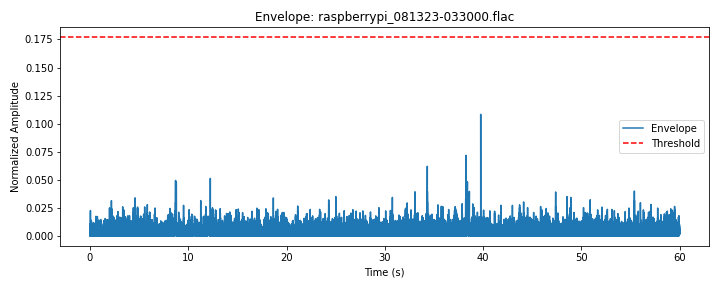 Envelope: raspberrypi_081323-033000.flac
Normalized Amplitude
0.175
0.150
0.125
0.100
0.075
0.050
0.025
0.000
Envelope
Threshold
0 10 20 30 40 50 60
Time (s)